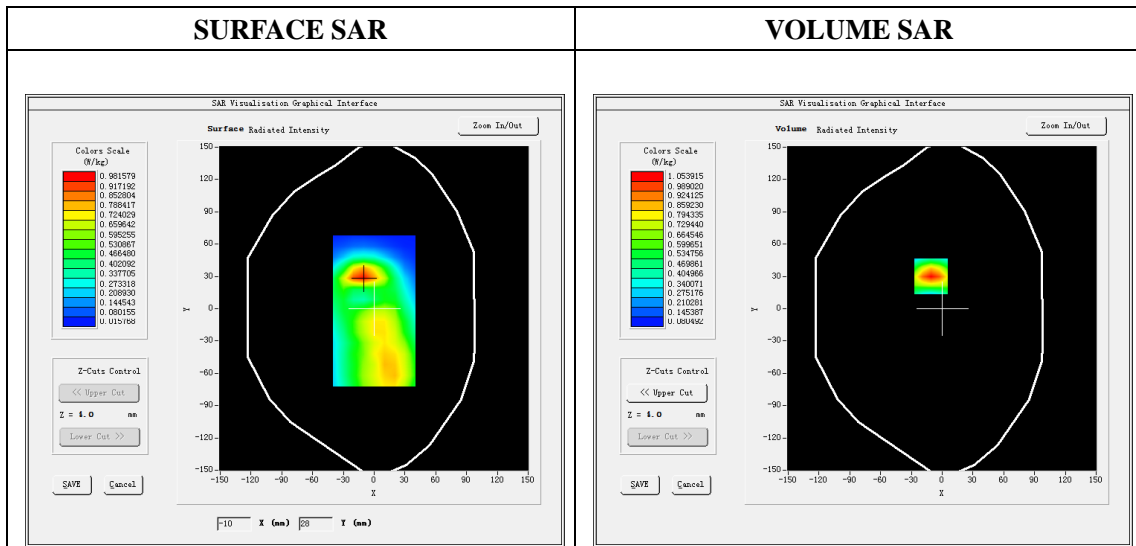 SURFACE SAR
VOLUME SAR
SAR Visualisation Graphical Interface
Surface Radiated Intensity
Zoom In/Out
Colors Scale
(W/kg)
0.981579
0.917192
0.852804
0.788417
0.724029
0.659642
0.595255
0.530867
0.466480
0.402092
0.337705
0.273318
0.208930
0.144543
0.080155
0.015768
150
120
90
60
30
0
-30
-60
-90
-120
-150
Y
-150 -120 -90 -60 -30 0 30 60 90 120 150
X
Z-Cuts Control
<< Upper Cut
Z = 4.0 mm
Lower Cut >>
SAVE Cancel
-10 X (mm) 28 Y (mm)
SAR Visualisation Graphical Interface
Volume Radiated Intensity
Zoom In/Out
Colors Scale
(W/kg)
1.053915
0.989020
0.924125
0.859230
0.794335
0.729440
0.664546
0.599651
0.534756
0.469861
0.404966
0.340071
0.275176
0.210281
0.145387
0.080492
150
120
90
60
30
0
-30
-60
-90
-120
-150
Y
-150 -120 -90 -60 -30 0 30 60 90 120 150
X
Z-Cuts Control
<< Upper Cut
Z = 4.0 mm
Lower Cut >>
SAVE Cancel